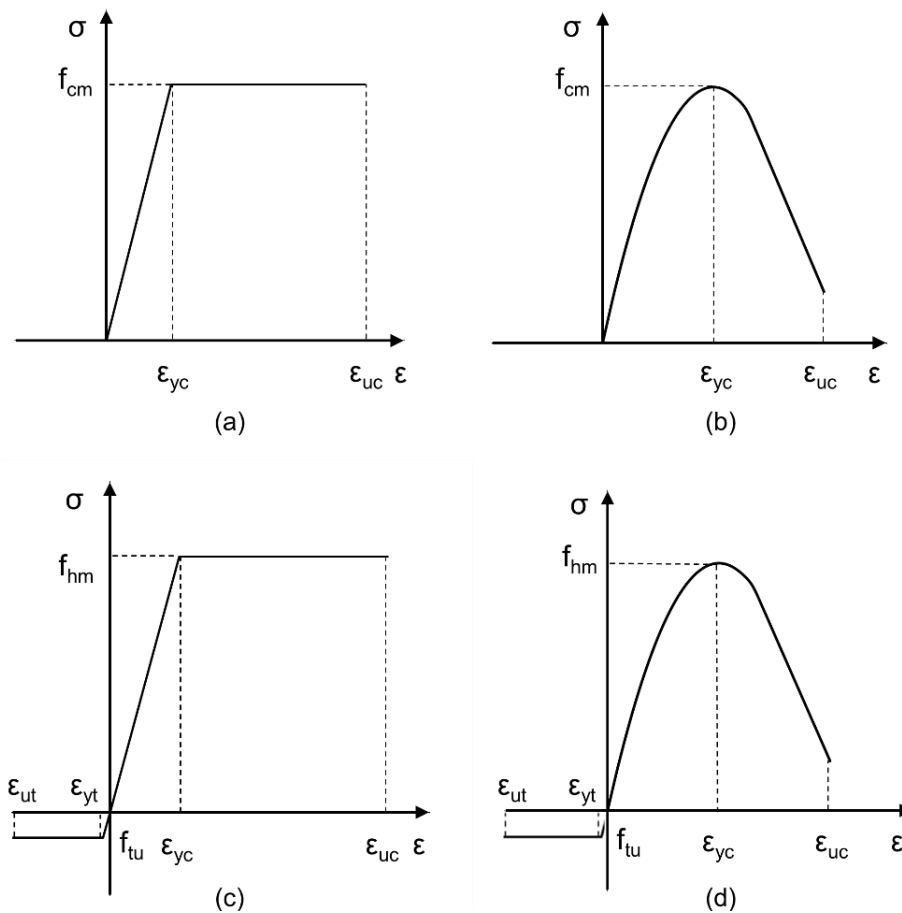 σ
f_cm
ε_yc ε_uc ε
(a)
σ
f_cm
ε_yc ε_uc ε
(b)
σ
f_hm
ε_ut ε_yt
f_tu ε_yc ε_uc ε
(c)
σ
f_hm
ε_ut ε_yt ε
f_tu ε_yc ε_uc
(d)